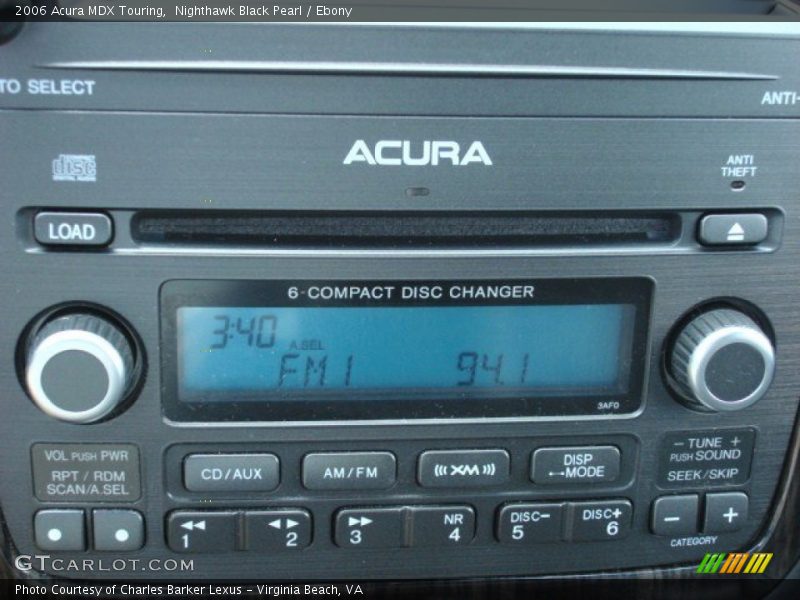 2006 Acura MDX Touring, Nighthawk Black Pearl / Ebony
TO SELECT
ANTI-
disc
DIGITAL AUDIO
ACURA
ANTI
THEFT
LOAD
6-COMPACT DISC CHANGER
3:40
A.SEL
FM1 94.1
3AF0
VOL PUSH PWR
RPT / RDM
SCAN/A.SEL
CD/AUX
AM/FM
XM
DISP
MODE
− TUNE +
PUSH SOUND
SEEK/SKIP
1
2
3
NR
4
DISC−
5
DISC+
6
− +
CATEGORY
GTCARLOT.COM
Photo Courtesy of Charles Barker Lexus - Virginia Beach, VA